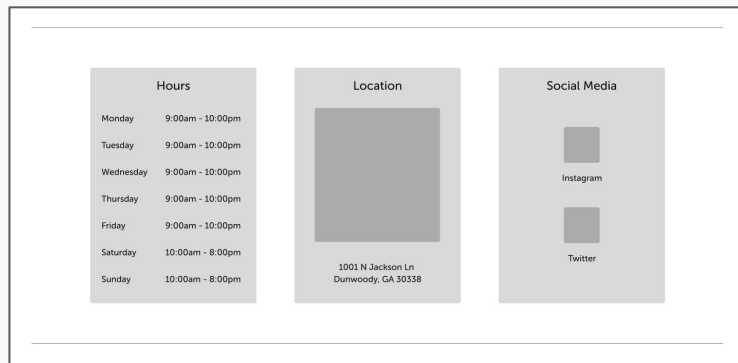 Hours
Monday 9:00am - 10:00pm
Tuesday 9:00am - 10:00pm
Wednesday 9:00am - 10:00pm
Thursday 9:00am - 10:00pm
Friday 9:00am - 10:00pm
Saturday 10:00am - 8:00pm
Sunday 10:00am - 8:00pm
Location
1001 N Jackson Ln
Dunwoody, GA 30338
Social Media
Instagram
Twitter